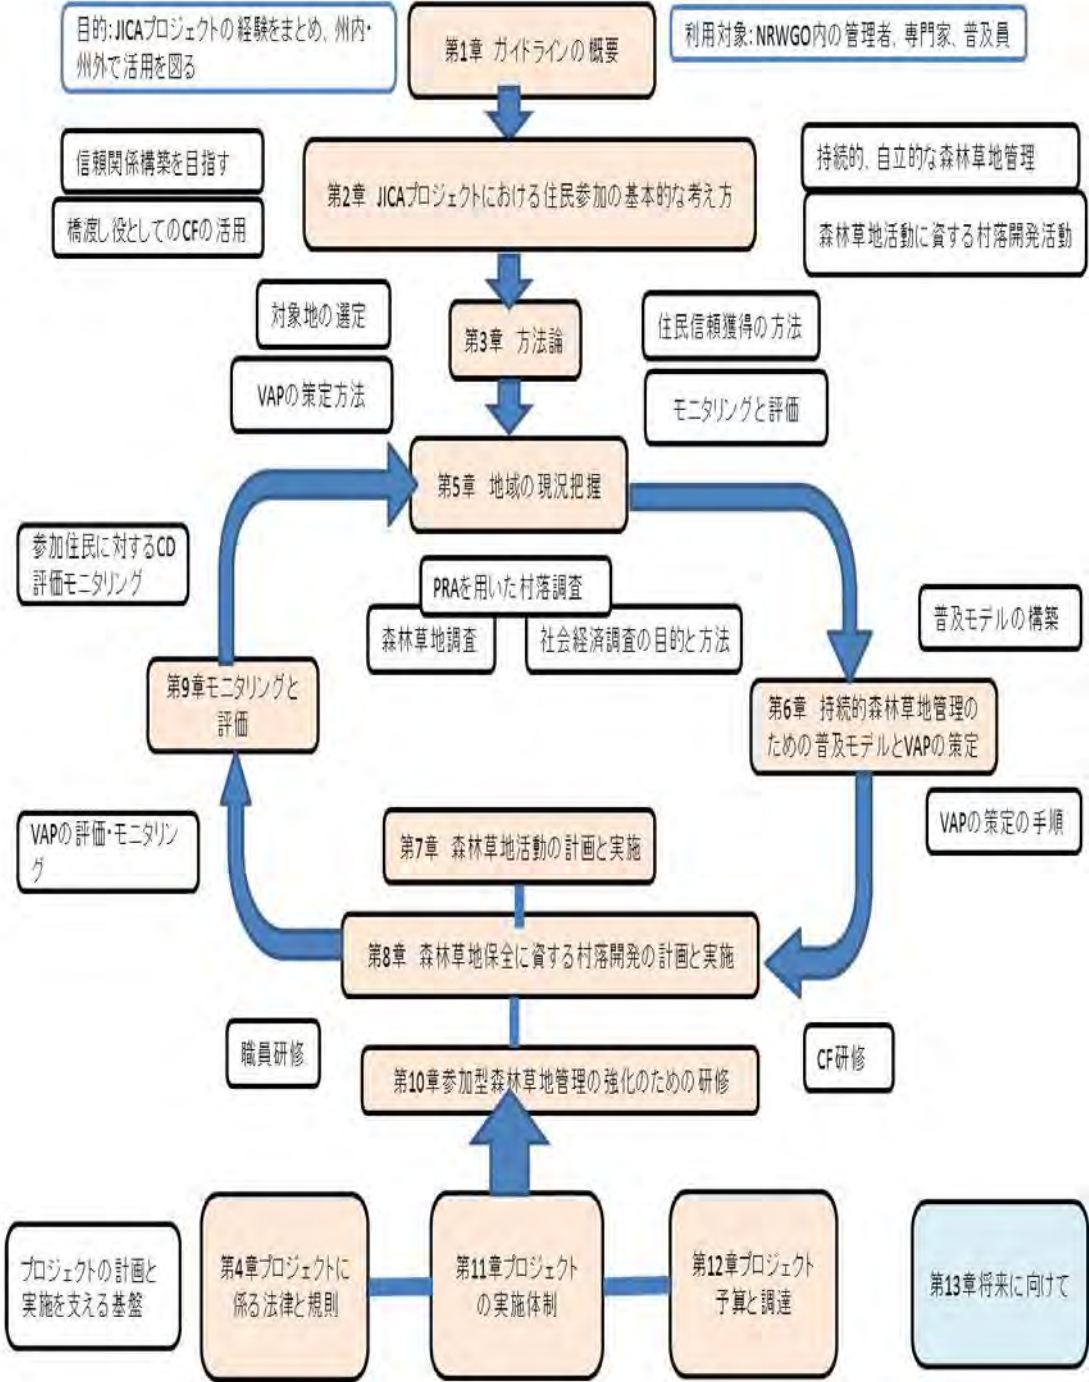 目的:JICAプロジェクトの経験をまとめ、州内・
州外で活用を図る
第1章 ガイドラインの概要
利用対象:NRWGO内の管理者、専門家、普及員
信頼関係構築を目指す
橋渡し役としてのCFの活用
第2章 JICAプロジェクトにおける住民参加の基本的な考え方
持続的、自立的な森林草地管理
森林草地活動に資する村落開発活動
対象地の選定
VAPの策定方法
第3章 方法論
住民信頼獲得の方法
モニタリングと評価
第5章 地域の現況把握
参加住民に対するCD
評価モニタリング
PRAを用いた村落調査
森林草地調査
社会経済調査の目的と方法
普及モデルの構築
第9章モニタリングと
評価
第6章 持続的森林草地管理の
ための普及モデルとVAPの策定
VAPの評価・モニタリン
グ
第7章 森林草地活動の計画と実施
VAPの策定の手順
第8章 森林草地保全に資する村落開発の計画と実施
職員研修
CF研修
第10章参加型森林草地管理の強化のための研修
プロジェクトの計画と
実施を支える基盤
第4章プロジェクトに
係る法律と規則
第11章プロジェクト
の実施体制
第12章プロジェクト
予算と調達
第13章将来に向けて